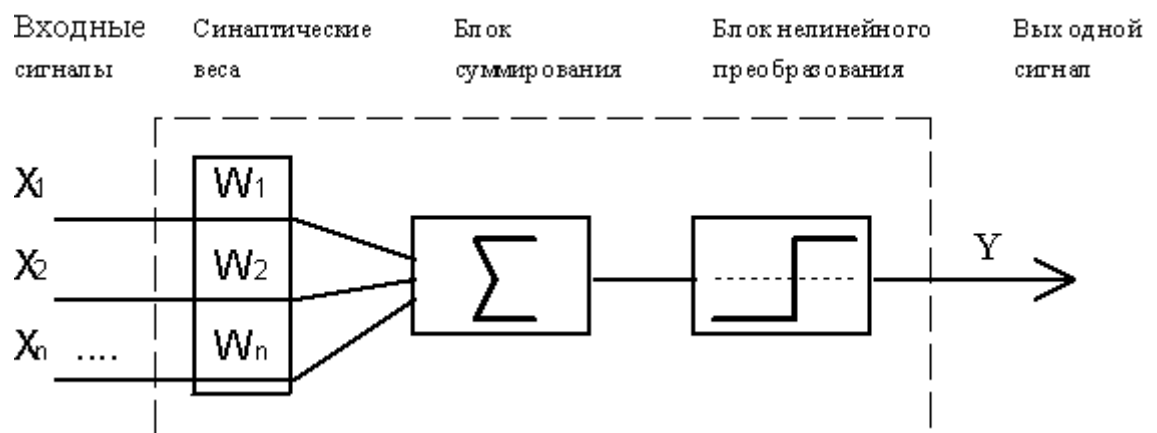 Входные Синаптические Блок Блок нелинейного Выходной
сигналы веса суммирования преобразования сигнал
X1 W1
X2 W2 Σ Y
Xn .... Wn